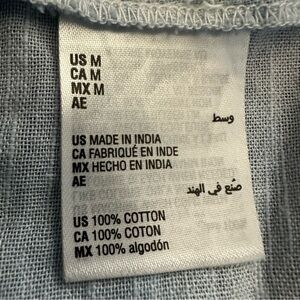 US M
CA M
MX M
AE
وسط
US MADE IN INDIA
CA FABRIQUÉ EN INDE
MX HECHO EN INDIA
AE
صُنع في الهند
US 100% COTTON
CA 100% COTON
MX 100% algodón